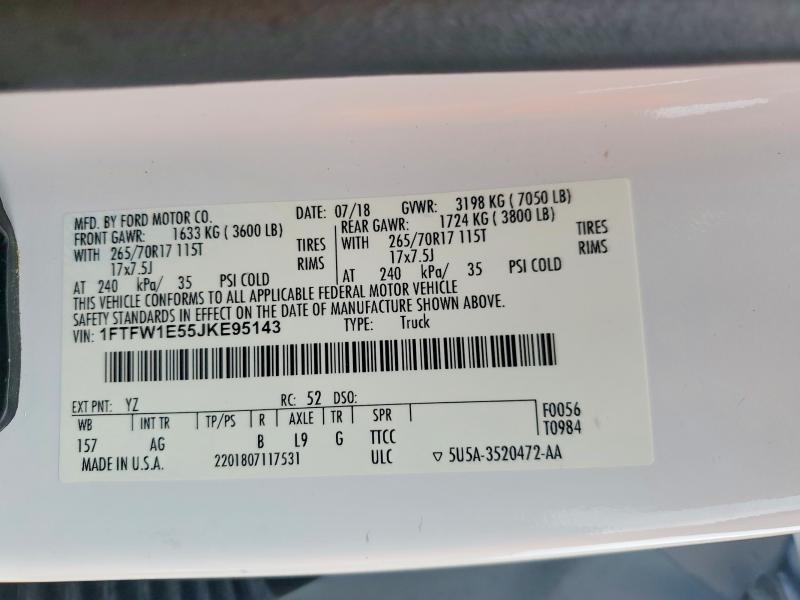 MFD. BY FORD MOTOR CO. DATE: 07/18 GVWR: 3198 KG ( 7050 LB)
FRONT GAWR: 1633 KG ( 3600 LB) REAR GAWR: 1724 KG ( 3800 LB)
WITH 265/70R17 115T TIRES WITH 265/70R17 115T TIRES
17x7.5J RIMS 17x7.5J RIMS
AT 240 kPa/ 35 PSI COLD AT 240 kPa/ 35 PSI COLD
THIS VEHICLE CONFORMS TO ALL APPLICABLE FEDERAL MOTOR VEHICLE
SAFETY STANDARDS IN EFFECT ON THE DATE OF MANUFACTURE SHOWN ABOVE.
VIN: 1FTFW1E55JKE95143 TYPE: Truck
EXT PNT: YZ RC: 52 DSO: F0056
WB INT TR TP/PS R AXLE TR SPR T0984
157 AG B L9 G TTCC
MADE IN U.S.A. 2201807117531 ULC ▽ 5U5A-3520472-AA